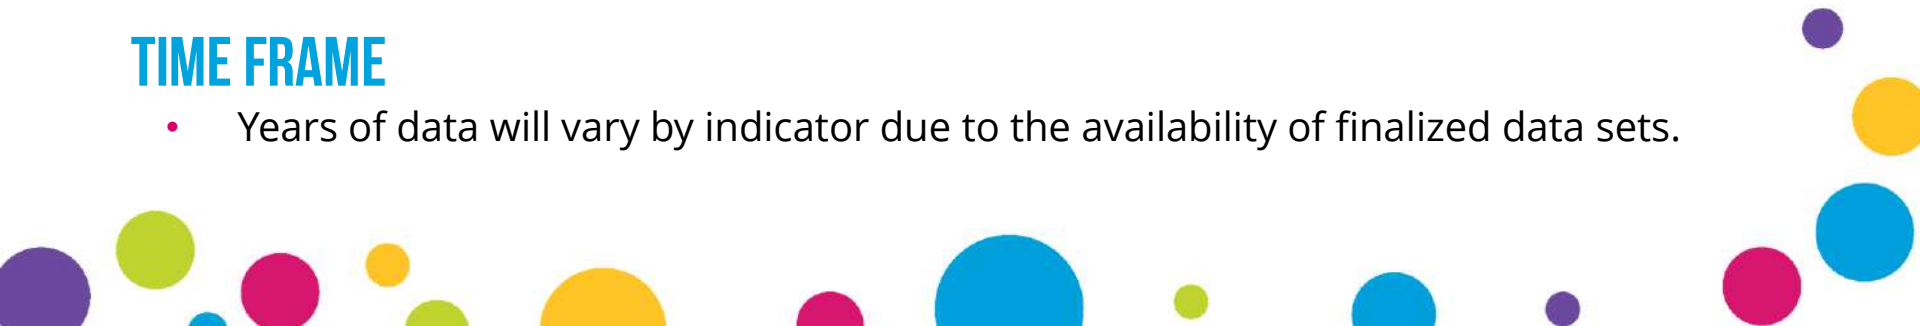 TIME FRAME
• Years of data will vary by indicator due to the availability of finalized data sets.